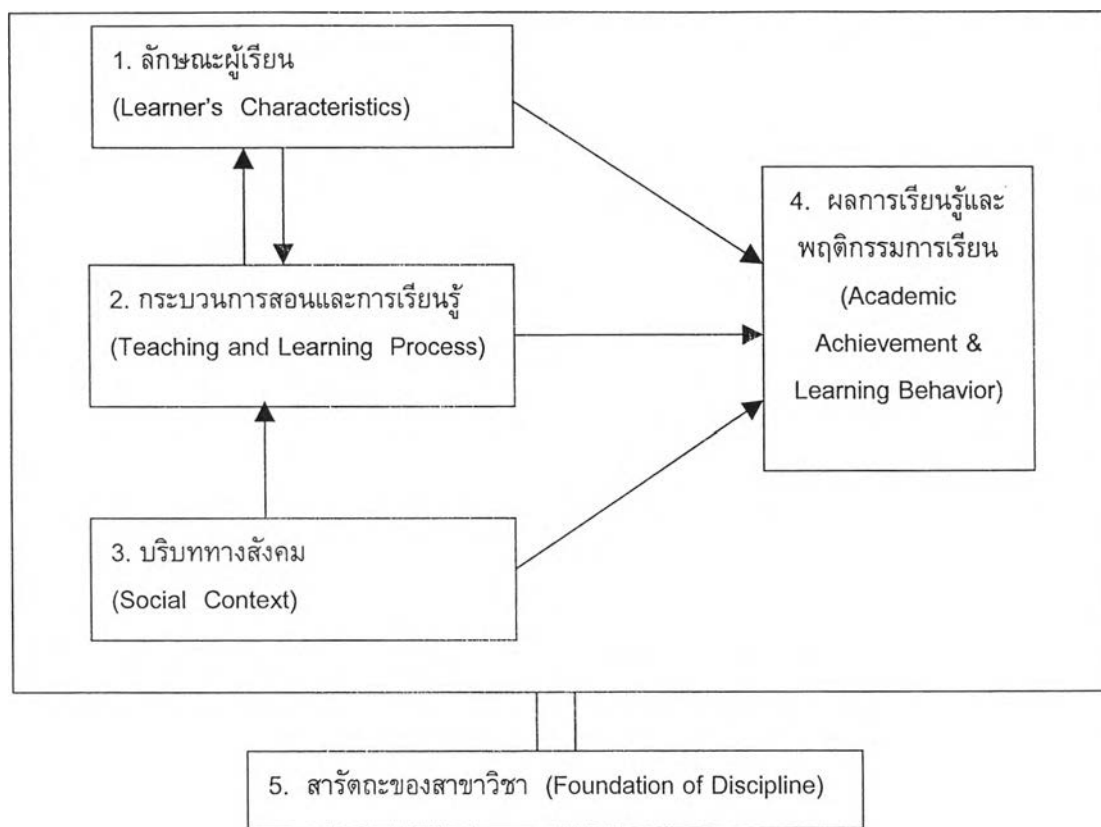 1. ลักษณะผู้เรียน
(Learner's Characteristics)
2. กระบวนการสอนและการเรียนรู้
(Teaching and Learning Process)
3. บริบททางสังคม
(Social Context)
4. ผลการเรียนรู้และ
พฤติกรรมการเรียน
(Academic
Achievement &
Learning Behavior)
5. สารัตถะของสาขาวิชา (Foundation of Discipline)